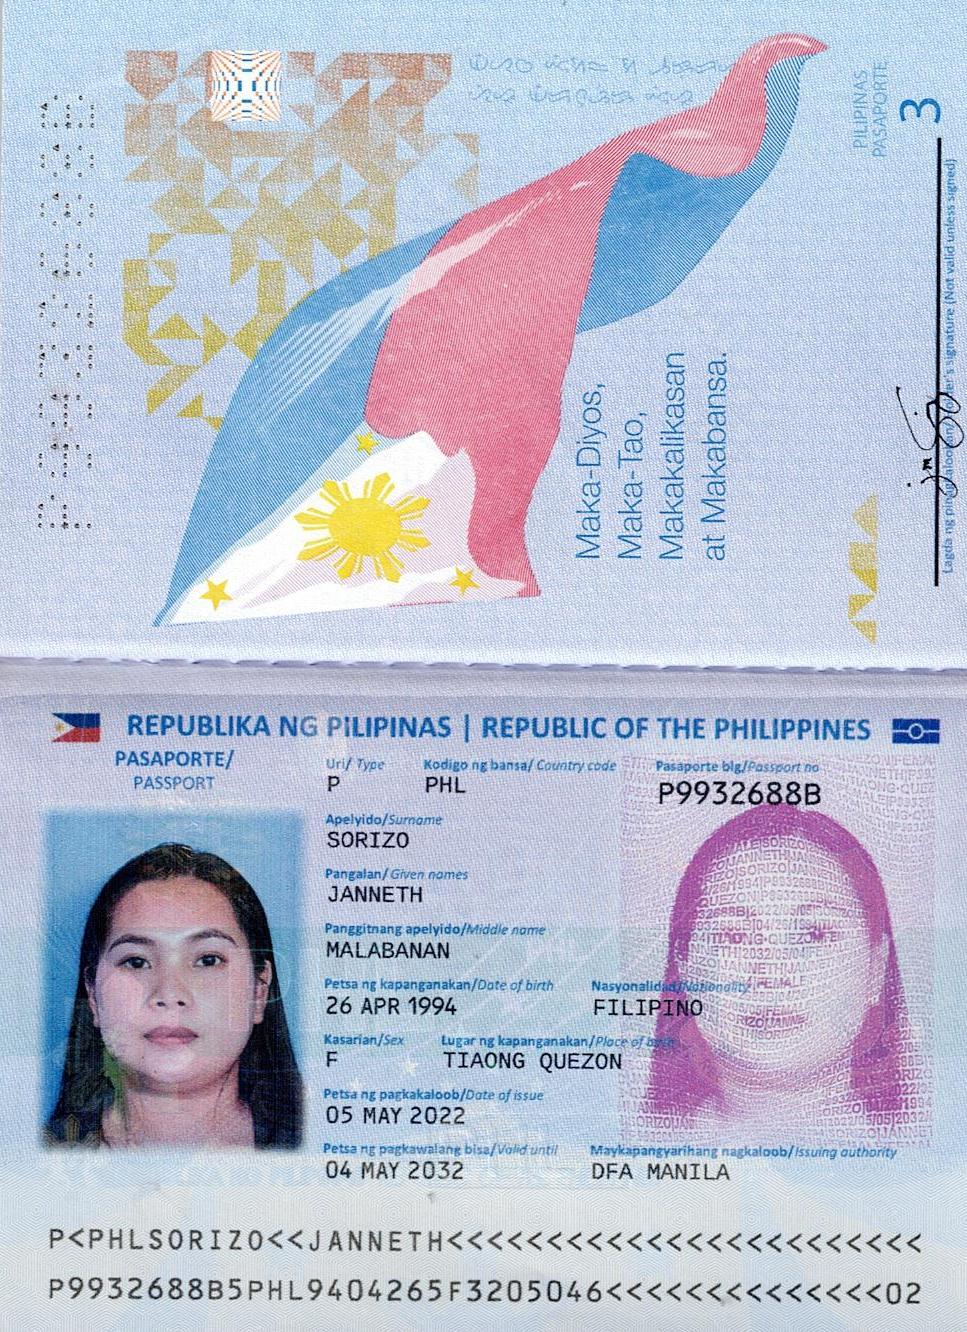 PILIPINAS
PASAPORTE
3
Maka-Diyos,
Maka-Tao,
Makakalikasan
at Makabansa.
REPUBLIKA NG PILIPINAS | REPUBLIC OF THE PHILIPPINES
PASAPORTE/
PASSPORT
Uri/ Type
Kodigo ng bansa/ Country code
Pasaporte blg/Passport no
P
PHL
P9932688B
Apelyido/Surname
SORIZO
Pangalan/ Given names
JANNETH
Panggitnang apelyido/Middle name
MALABANAN
Petsa ng kapanganakan/Date of birth
Nasyonalidad/Nationality
26 APR 1994
FILIPINO
Kasarian/Sex
Lugar ng kapanganakan/Place of birth
F
TIAONG QUEZON
Petsa ng pagkakaloob/Date of issue
05 MAY 2022
Petsa ng pagkawalang bisa/Valid until
Maykapangyarihang nagkaloob/Issuing authority
04 MAY 2032
DFA MANILA
P<PHLSORIZO<<JANNETH<<<<<<<<<<<<<<<<<<<<<<<<
P9932688B5PHL9404265F3205046<<<<<<<<<<<<<<02
Lagda ng signature (Not valid unless signed)